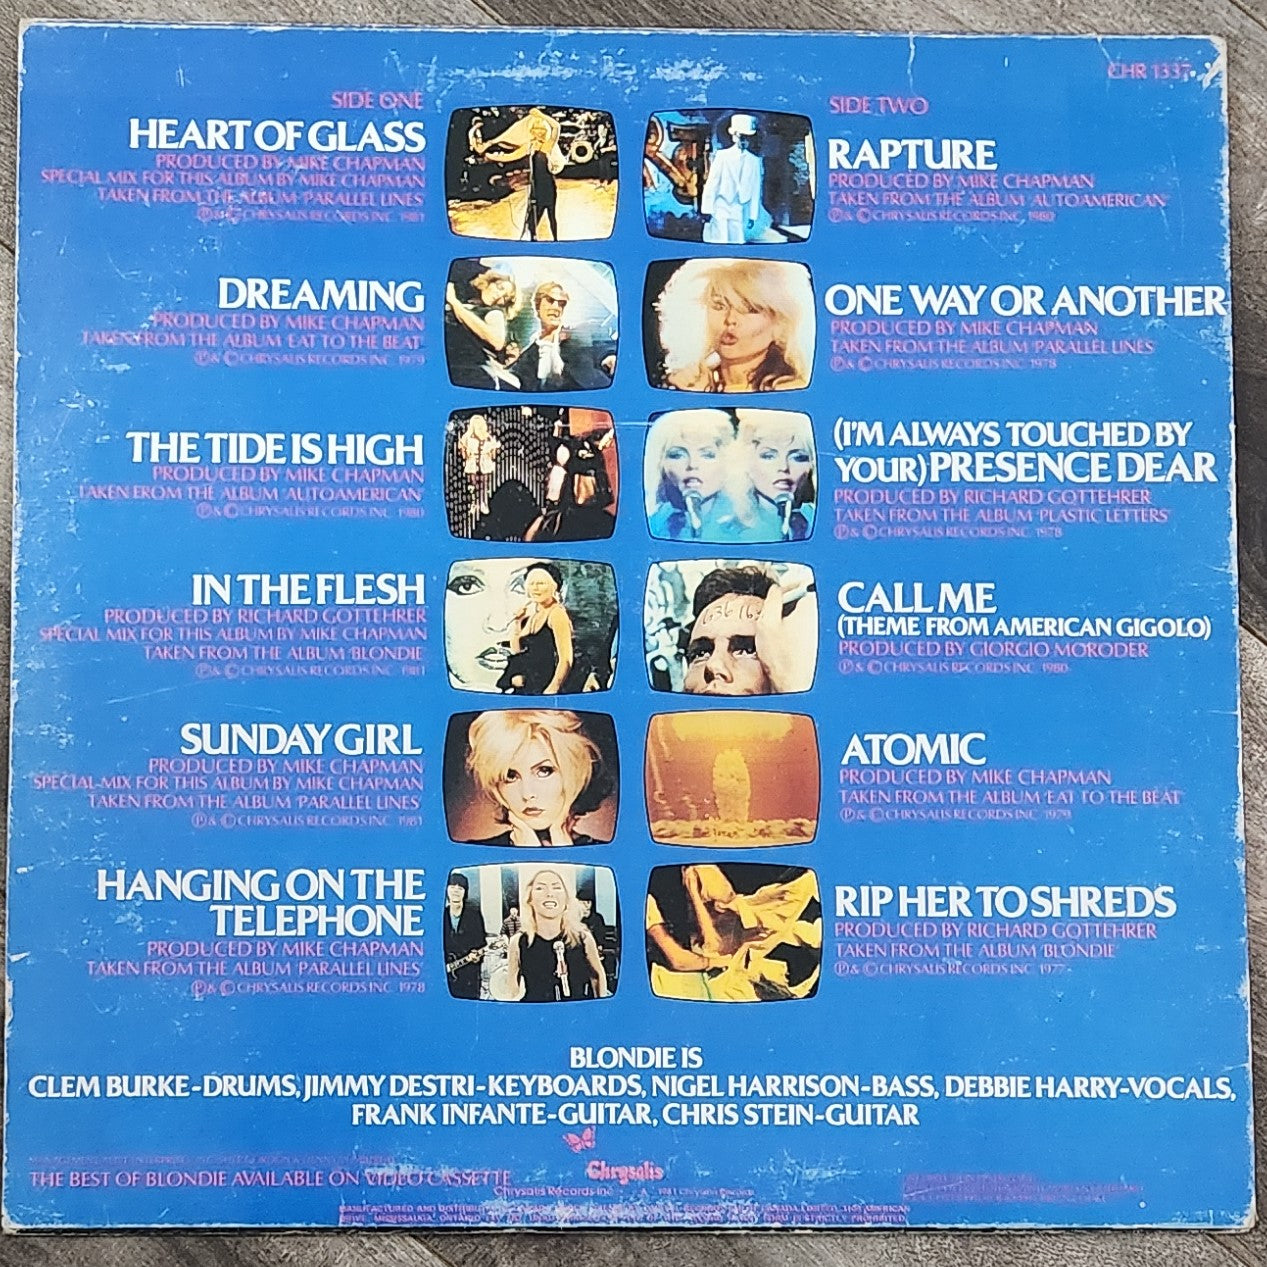 CHR 1337
SIDE ONE
HEART OF GLASS
PRODUCED BY MIKE CHAPMAN
SPECIAL MIX FOR THIS ALBUM BY MIKE CHAPMAN
TAKEN FROM THE ALBUM 'PARALLEL LINES'
℗ & © CHRYSALIS RECORDS INC. 1981
DREAMING
PRODUCED BY MIKE CHAPMAN
TAKEN FROM THE ALBUM 'EAT TO THE BEAT'
℗ & © CHRYSALIS RECORDS INC. 1979
THE TIDE IS HIGH
PRODUCED BY MIKE CHAPMAN
TAKEN FROM THE ALBUM 'AUTOAMERICAN'
℗ & © CHRYSALIS RECORDS INC. 1980
IN THE FLESH
PRODUCED BY RICHARD GOTTEHRER
SPECIAL MIX FOR THIS ALBUM BY MIKE CHAPMAN
TAKEN FROM THE ALBUM 'BLONDIE'
℗ & © CHRYSALIS RECORDS INC. 1981
SUNDAY GIRL
PRODUCED BY MIKE CHAPMAN
SPECIAL MIX FOR THIS ALBUM BY MIKE CHAPMAN
TAKEN FROM THE ALBUM 'PARALLEL LINES'
℗ & © CHRYSALIS RECORDS INC. 1981
HANGING ON THE
TELEPHONE
PRODUCED BY MIKE CHAPMAN
TAKEN FROM THE ALBUM 'PARALLEL LINES'
℗ & © CHRYSALIS RECORDS INC. 1978
SIDE TWO
RAPTURE
PRODUCED BY MIKE CHAPMAN
TAKEN FROM THE ALBUM 'AUTOAMERICAN'
℗ & © CHRYSALIS RECORDS INC. 1980
ONE WAY OR ANOTHER
PRODUCED BY MIKE CHAPMAN
TAKEN FROM THE ALBUM 'PARALLEL LINES'
℗ & © CHRYSALIS RECORDS INC. 1978
(I'M ALWAYS TOUCHED BY
YOUR) PRESENCE DEAR
PRODUCED BY RICHARD GOTTEHRER
TAKEN FROM THE ALBUM 'PLASTIC LETTERS'
℗ & © CHRYSALIS RECORDS INC. 1978
CALL ME
(THEME FROM AMERICAN GIGOLO)
PRODUCED BY GIORGIO MORODER
℗ & © CHRYSALIS RECORDS INC. 1980
ATOMIC
PRODUCED BY MIKE CHAPMAN
TAKEN FROM THE ALBUM 'EAT TO THE BEAT'
℗ & © CHRYSALIS RECORDS INC. 1979
RIP HER TO SHREDS
PRODUCED BY RICHARD GOTTEHRER
TAKEN FROM THE ALBUM 'BLONDIE'
℗ & © CHRYSALIS RECORDS INC. 1977
BLONDIE IS
CLEM BURKE-DRUMS, JIMMY DESTRI-KEYBOARDS, NIGEL HARRISON-BASS, DEBBIE HARRY-VOCALS,
FRANK INFANTE-GUITAR, CHRIS STEIN-GUITAR
THE BEST OF BLONDIE AVAILABLE ON VIDEO CASSETTE
Chrysalis
Chrysalis Records Inc. 1981 Chrysalis Records
MANUFACTURED AND
DRIVE, MISSISSAUGA, ONTARIO STRICTLY PROHIBITED.